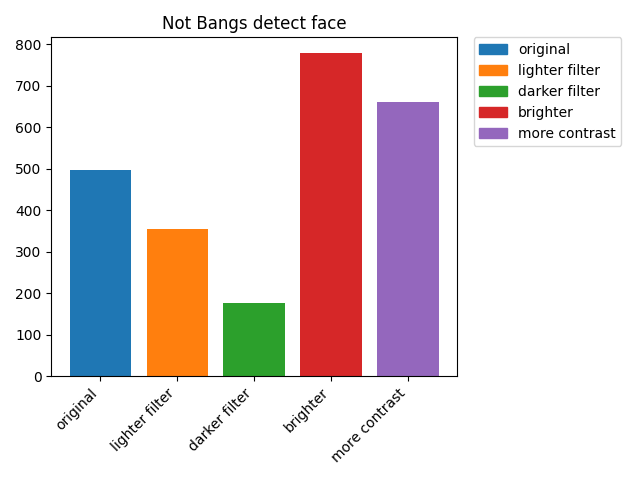 Not Bangs detect face
800
700
600
500
400
300
200
100
0
original
lighter filter
darker filter
brighter
more contrast
original
lighter filter
darker filter
brighter
more contrast